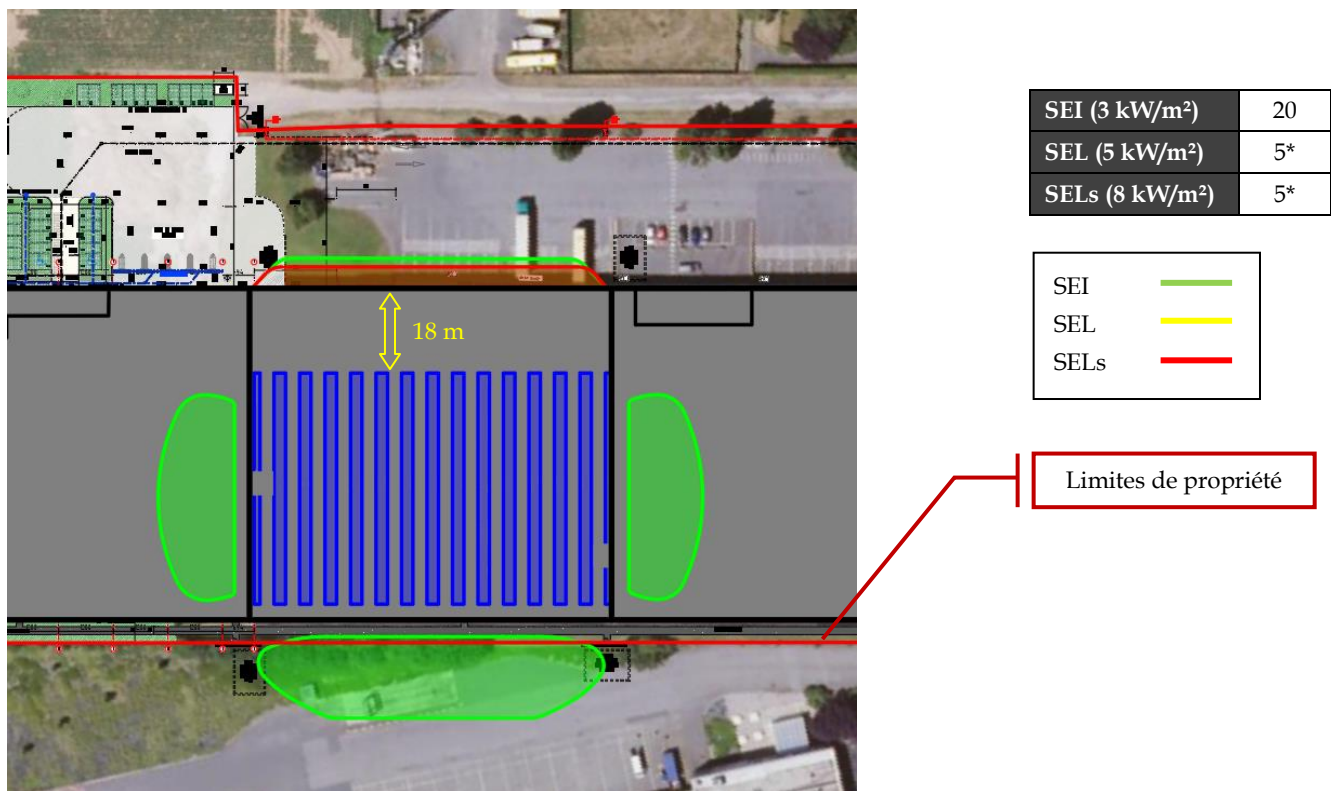 SEI (3 kW/m²) 20
SEL (5 kW/m²) 5*
SELs (8 kW/m²) 5*
18 m
SEI
SEL
SELs
Limites de propriété